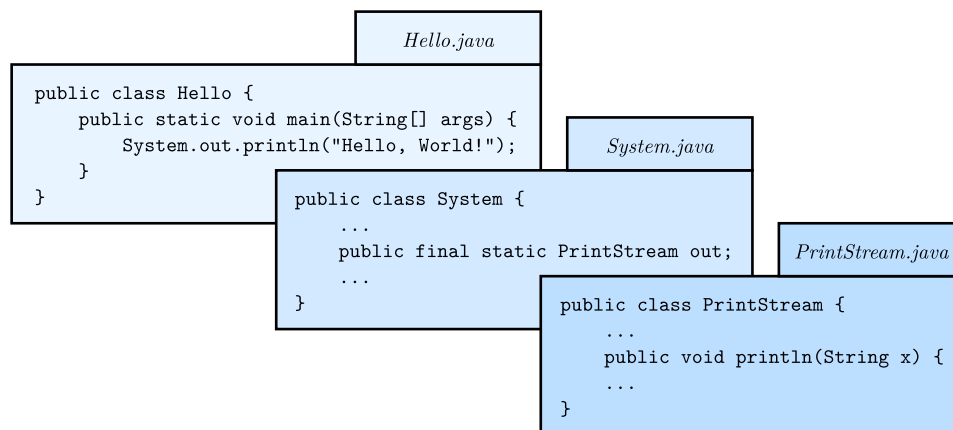 Hello.java
public class Hello {
    public static void main(String[] args) {
        System.out.println("Hello, World!");
    }
}
System.java
public class System {
    ...
    public final static PrintStream out;
    ...
}
PrintStream.java
public class PrintStream {
    ...
    public void println(String x) {
    ...
}